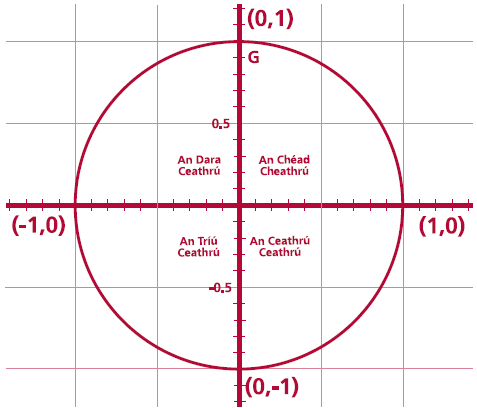 (0,1)
G
0.5
An Dara
Ceathrú
An Chéad
Cheathrú
(-1,0)
(1,0)
An Tríú
Ceathrú
An Ceathrú
Ceathrú
-0.5
(0,-1)